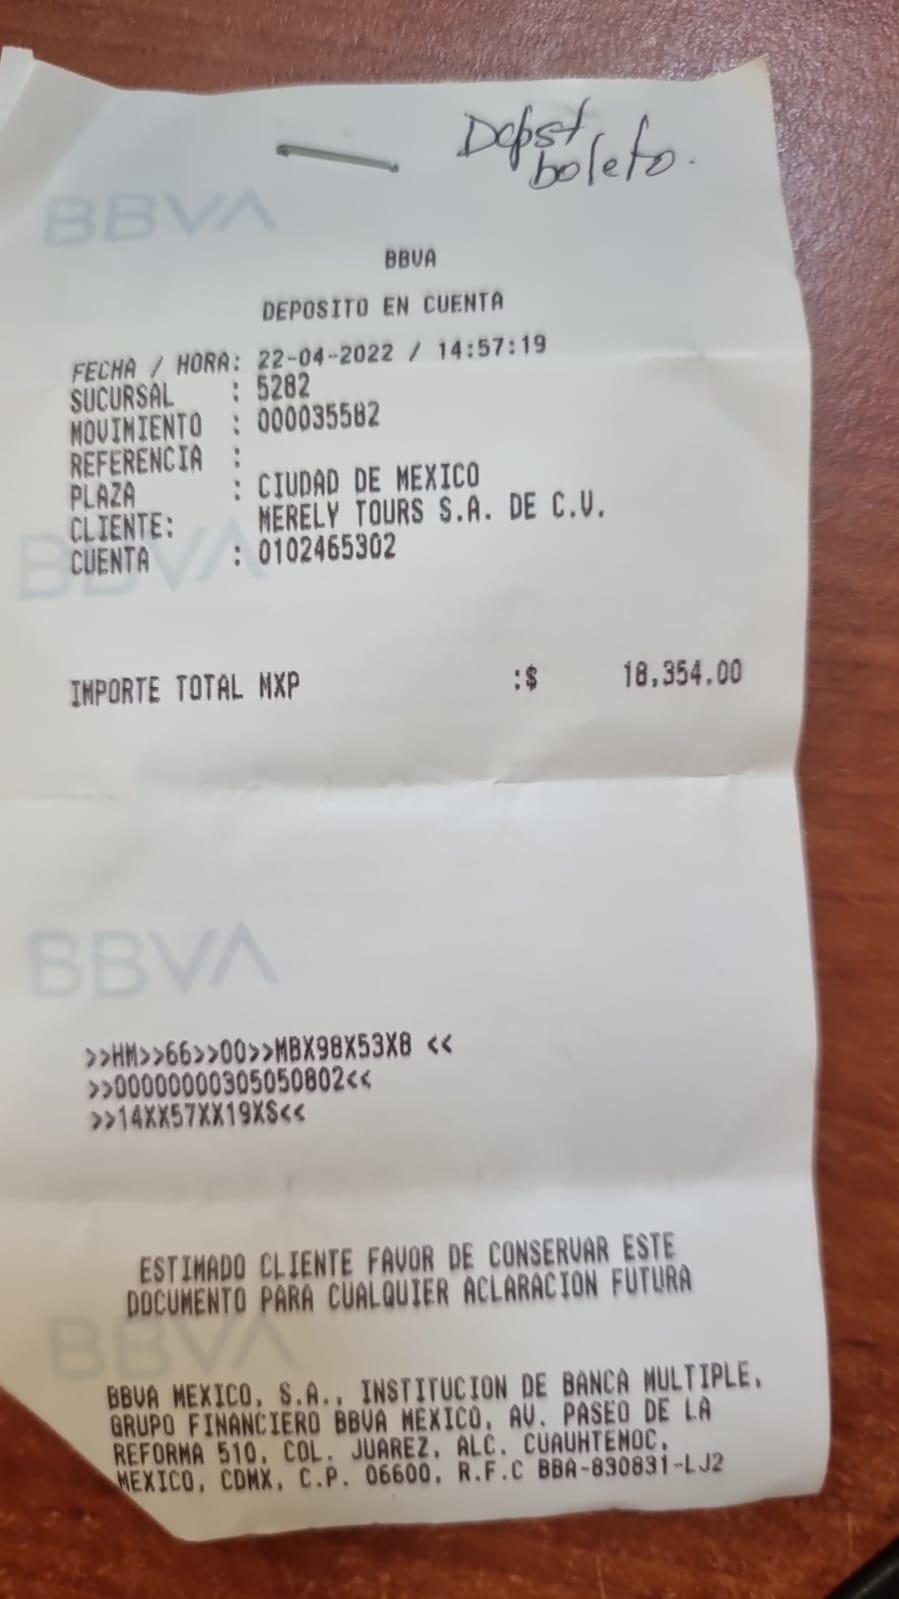 Depst
boleto.
BBVA
BBVA
DEPOSITO EN CUENTA
FECHA / HORA: 22-04-2022 / 14:57:19
SUCURSAL : 5282
MOVIMIENTO : 000035582
REFERENCIA :
PLAZA : CIUDAD DE MEXICO
CLIENTE: MERELY TOURS S.A. DE C.V.
BBVA
CUENTA : 0102465302
IMPORTE TOTAL MXP :$ 18,354.00
BBVA
>>HM>>66>>00>>MBX98X53X8 <<
>>00000000305050802<<
>>14XX57XX19XS<<
ESTIMADO CLIENTE FAVOR DE CONSERVAR ESTE
DOCUMENTO PARA CUALQUIER ACLARACION FUTURA
BBVA
BBVA MEXICO, S.A., INSTITUCION DE BANCA MULTIPLE,
GRUPO FINANCIERO BBVA MEXICO, AV. PASEO DE LA
REFORMA 510, COL. JUAREZ, ALC. CUAUHTEMOC,
MEXICO, CDMX, C.P. 06600, R.F.C BBA-830831-LJ2